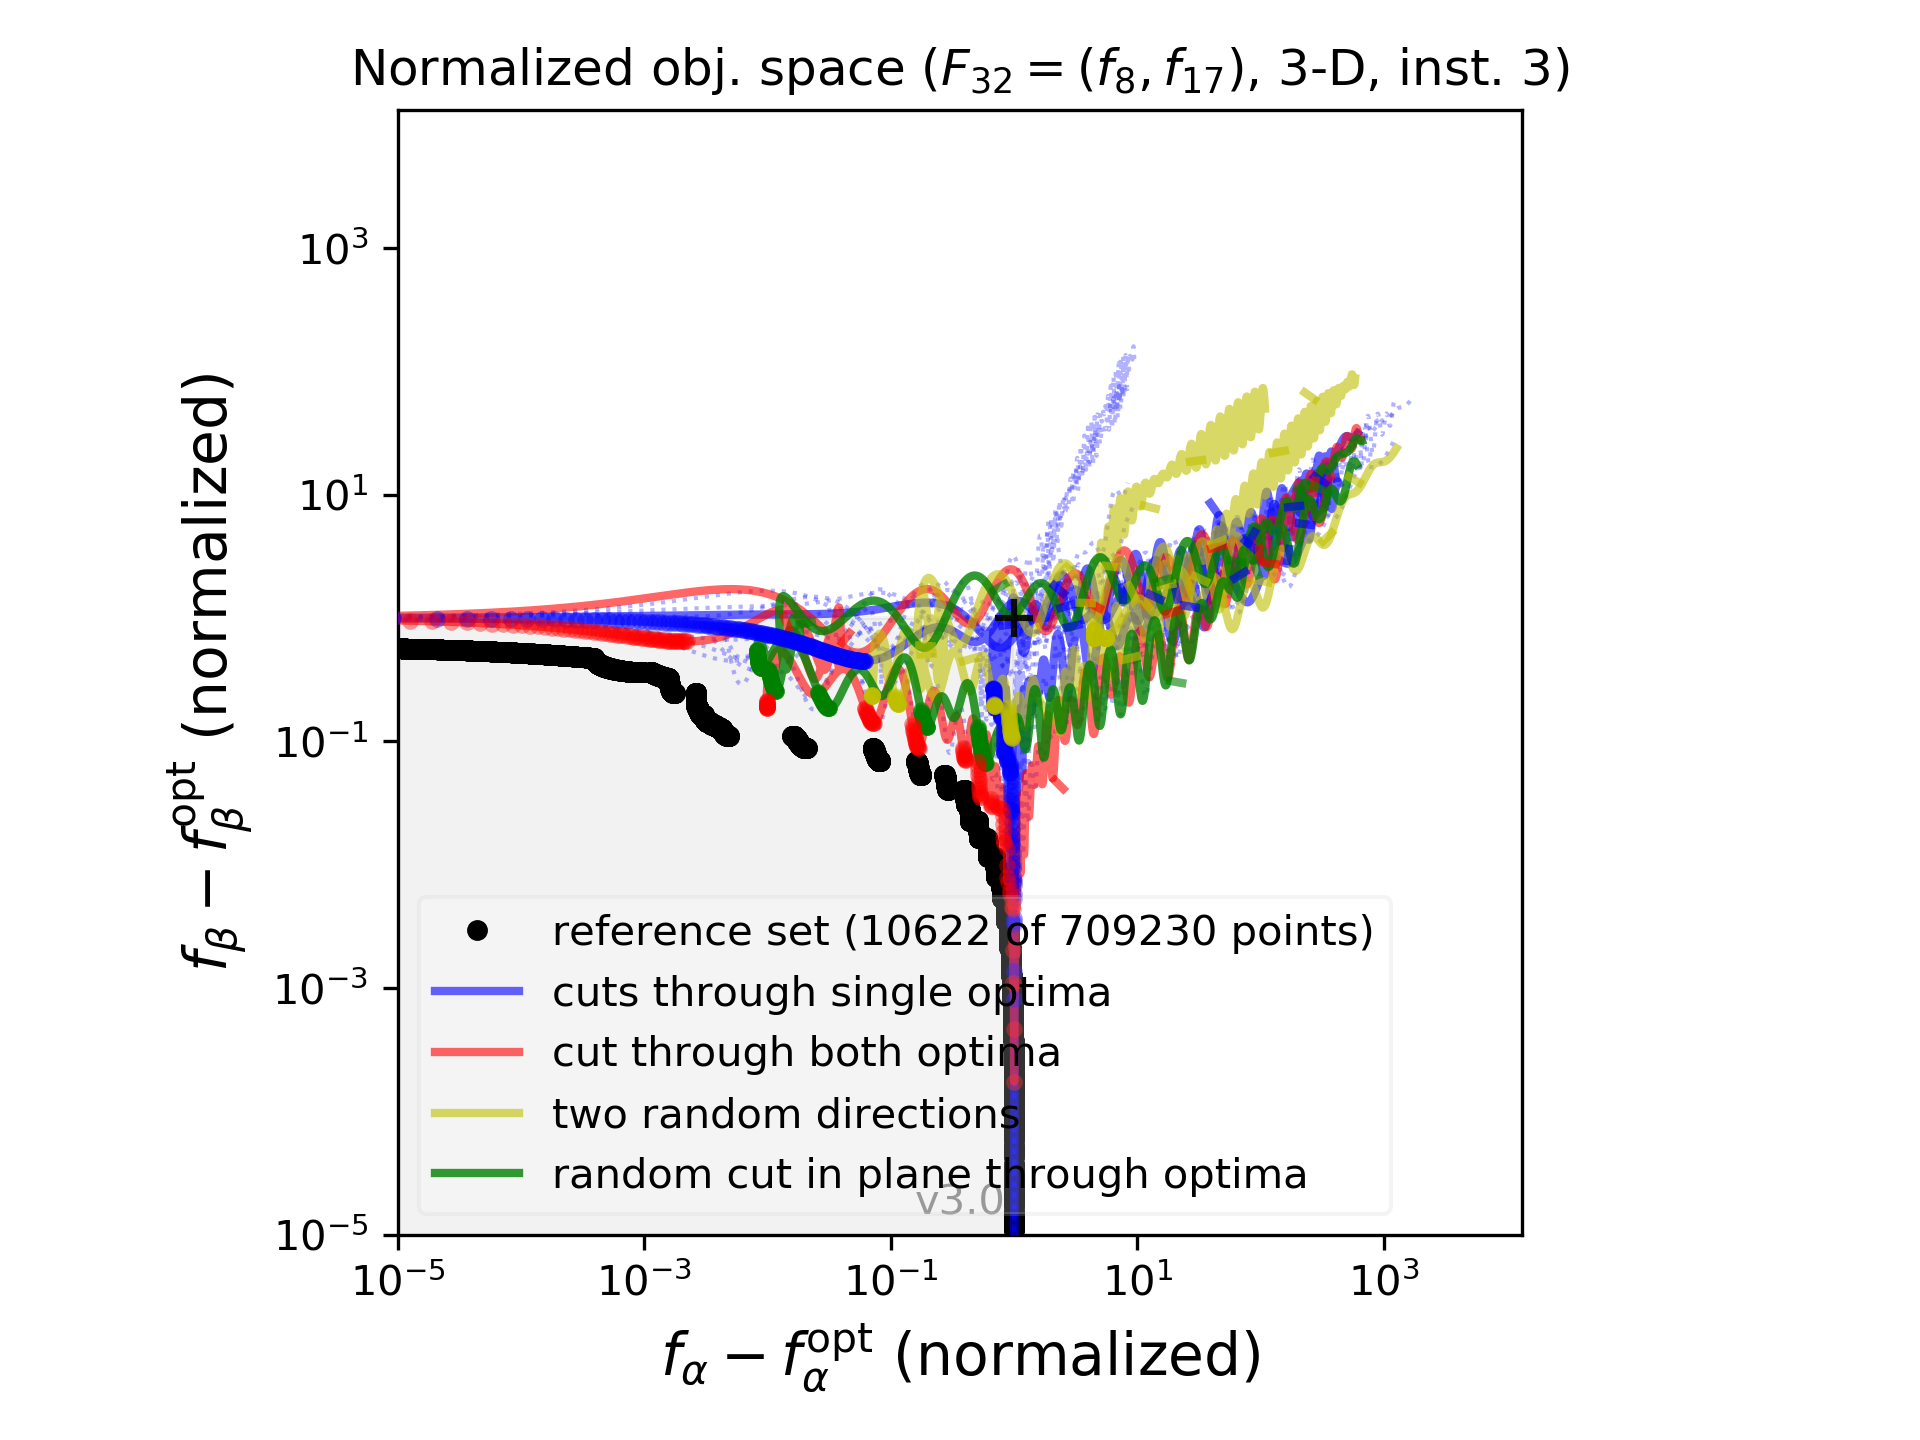 Normalized obj. space (F₃₂ = (f₈, f₁₇), 3-D, inst. 3)
f_β − f_β^opt (normalized)
10³
10¹
10⁻¹
10⁻³
10⁻⁵
reference set (10622 of 709230 points)
cuts through single optima
cut through both optima
two random directions
random cut in plane through optima
v3.0
10⁻⁵ 10⁻³ 10⁻¹ 10¹ 10³
f_α − f_α^opt (normalized)